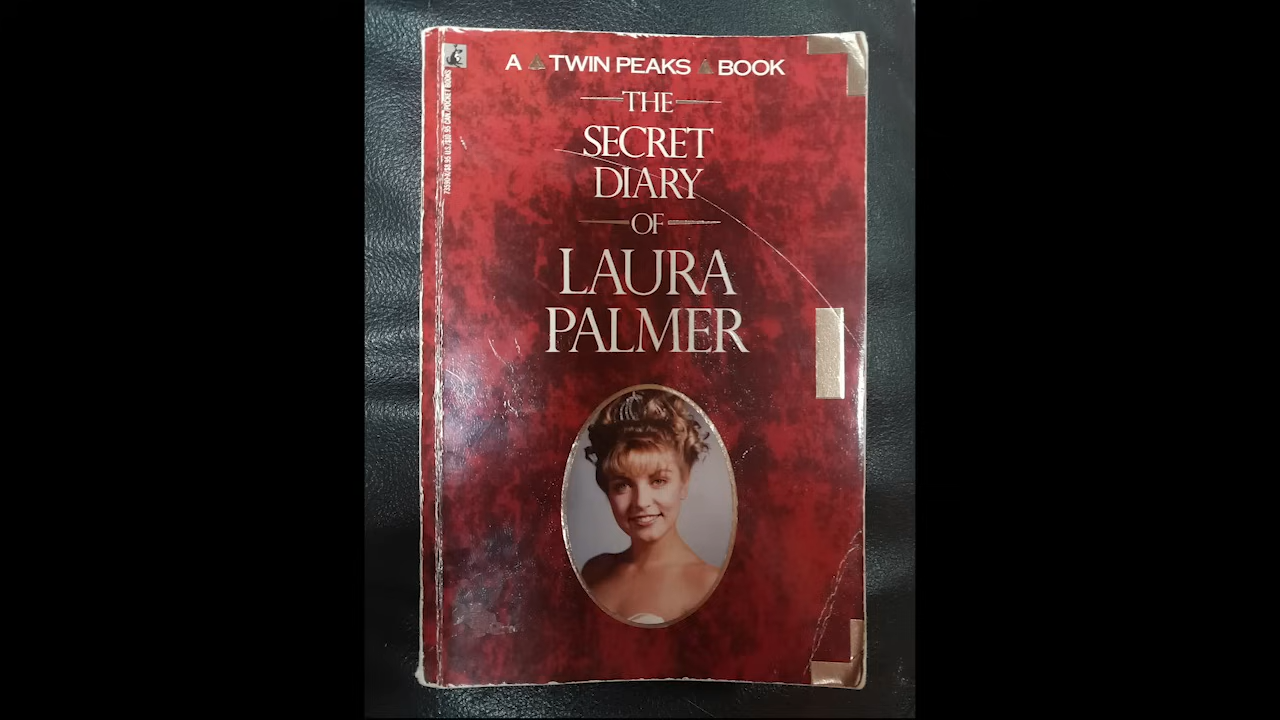 A TWIN PEAKS BOOK
THE
SECRET
DIARY
OF
LAURA
PALMER